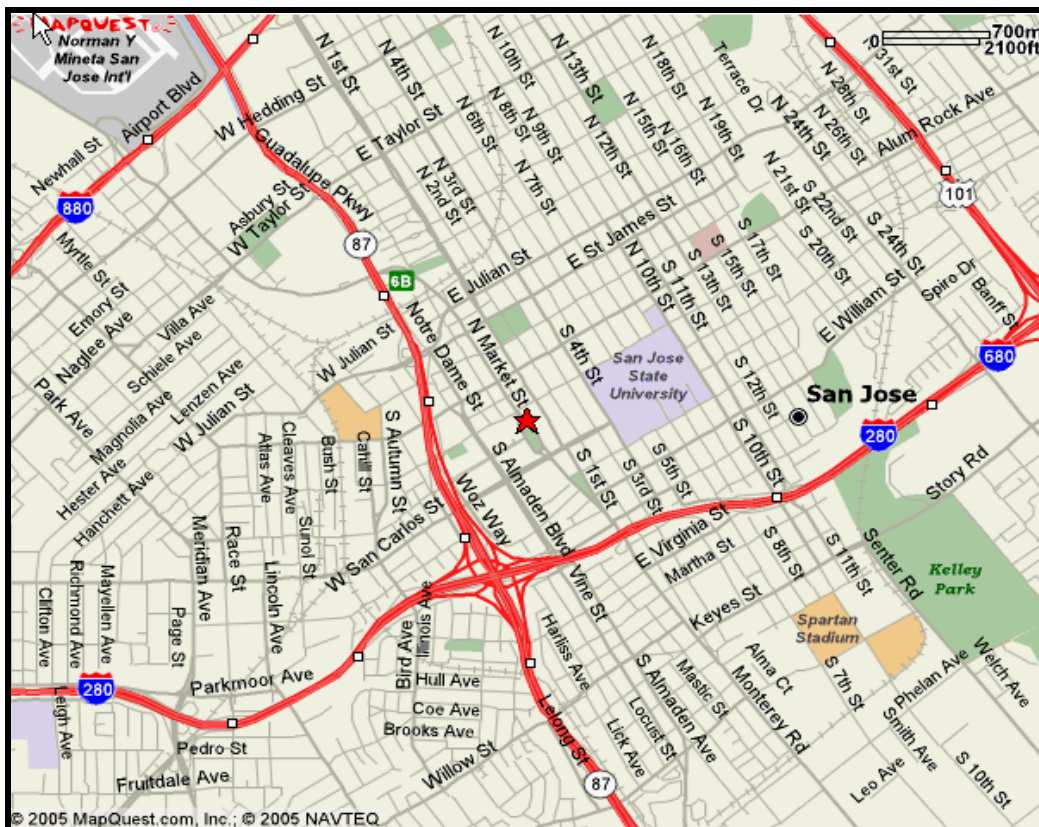 MAPQUEST
Norman Y
Mineta San
Jose Int'l
700m
0
2100ft
N 1st St
N 4th St
N 10th St
N 13th St
N 18th St
Terrace Dr
N 31st St
N 28th St
Airport Blvd
W Hedding St
E Taylor St
N 6th St
N 8th St
N 9th St
N 12th St
N 15th St
N 16th St
N 19th St
N 24th St
N 26th St
Alum Rock Ave
Newhall St
Guadalupe Pkwy
N 3rd St
N 2nd St
N 7th St
N 21st St
S 22nd St
101
880
Asbury St
W Taylor St
87
E St James St
S 17th St
S 15th St
S 13th St
S 20th St
S 24th St
Spiro Dr
Banff St
Myrtle St
Emory St
Naglee Ave
Park Ave
Villa Ave
Schiele Ave
6B
E Julian St
N 10th St
S 11th St
E William St
Notre Dame St
N Market St
S 4th St
San Jose
State
University
680
W Julian St
Lenzen Ave
Magnolia Ave
W Julian St
Hester Ave
Hanchett Ave
S 12th St
San Jose
280
Cleaves Ave
Atlas Ave
Bush St
Cahill St
S Autumn St
S Almaden Blvd
S 1st St
S 3rd St
S 5th St
S 10th St
Story Rd
Woz Way
W San Carlos St
Sunol St
Meridian Ave
Race St
Lincoln Ave
E Virginia St
Martha St
S 8th St
S 11th St
Senter Rd
Kelley
Park
Vine St
Keyes St
Clifton Ave
Richmond Ave
Mayellen Ave
Page St
Bird Ave
Illinois Ave
Harliss Ave
Spartan
Stadium
280
Parkmoor Ave
Hull Ave
Coe Ave
Brooks Ave
Leigh Ave
Pedro St
Fruitdale Ave
Willow St
Lelong St
Lick Ave
Locust St
S Almaden Ave
Mastic St
Monterey Rd
Alma Ct
S 7th St
Phelan Ave
Welch Ave
Smith Ave
Leo Ave
S 10th St
87
© 2005 MapQuest.com, Inc.; © 2005 NAVTEQ